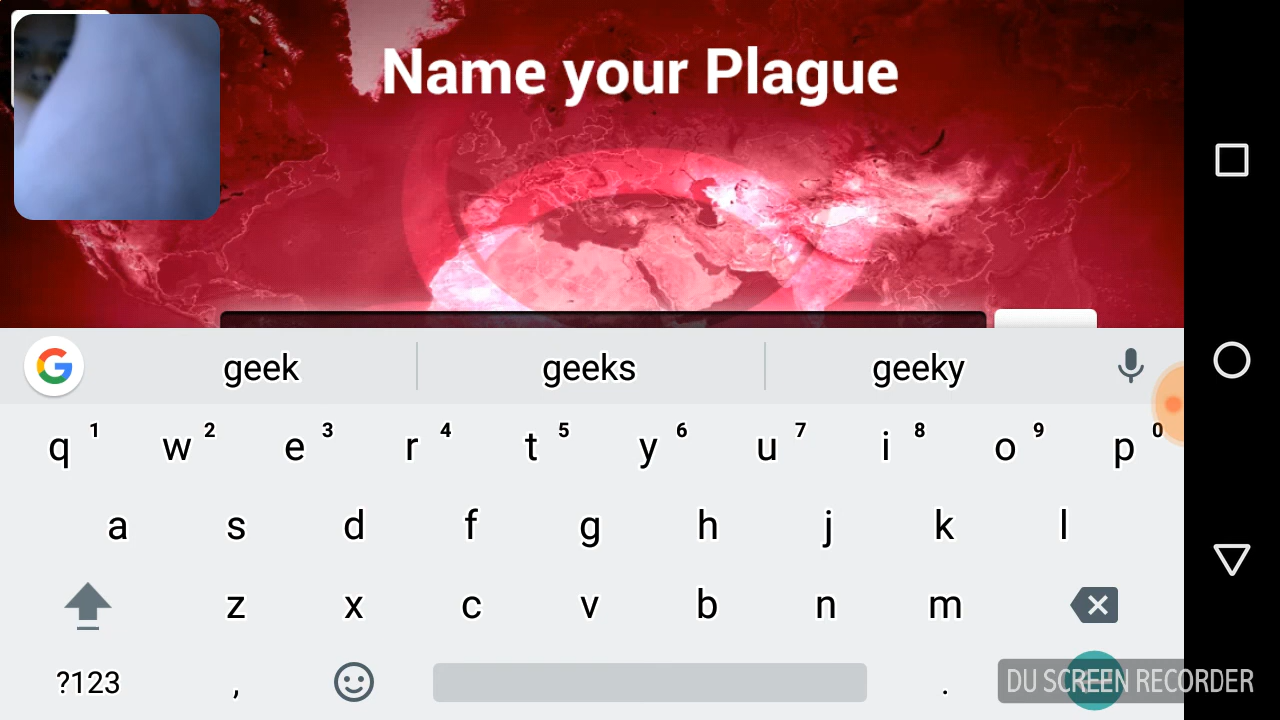 Name your Plague
geek geeks geeky
q 1 w 2 e 3 r 4 t 5 y 6 u 7 i 8 o 9 p 0
a s d f g h j k l
z x c v b n m
?123 , . DU SCREEN RECORDER